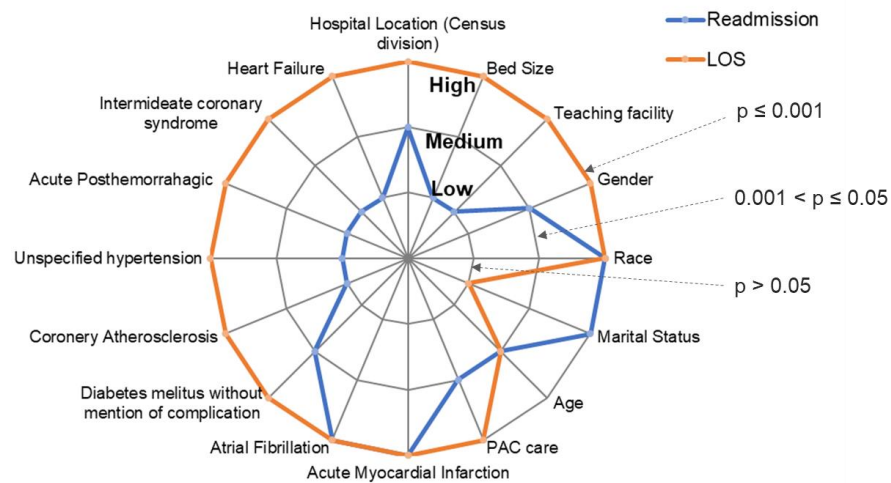 Hospital Location (Census
division)
Readmission
LOS
Heart Failure
Bed Size
High
Intermideate coronary
syndrome
Teaching facility
p ≤ 0.001
Medium
Acute Posthemorrahagic
Gender
Low
0.001 < p ≤ 0.05
Unspecified hypertension
Race
p > 0.05
Coronery Atherosclerosis
Marital Status
Diabetes melitus without
mention of complication
Age
Atrial Fibrillation
PAC care
Acute Myocardial Infarction